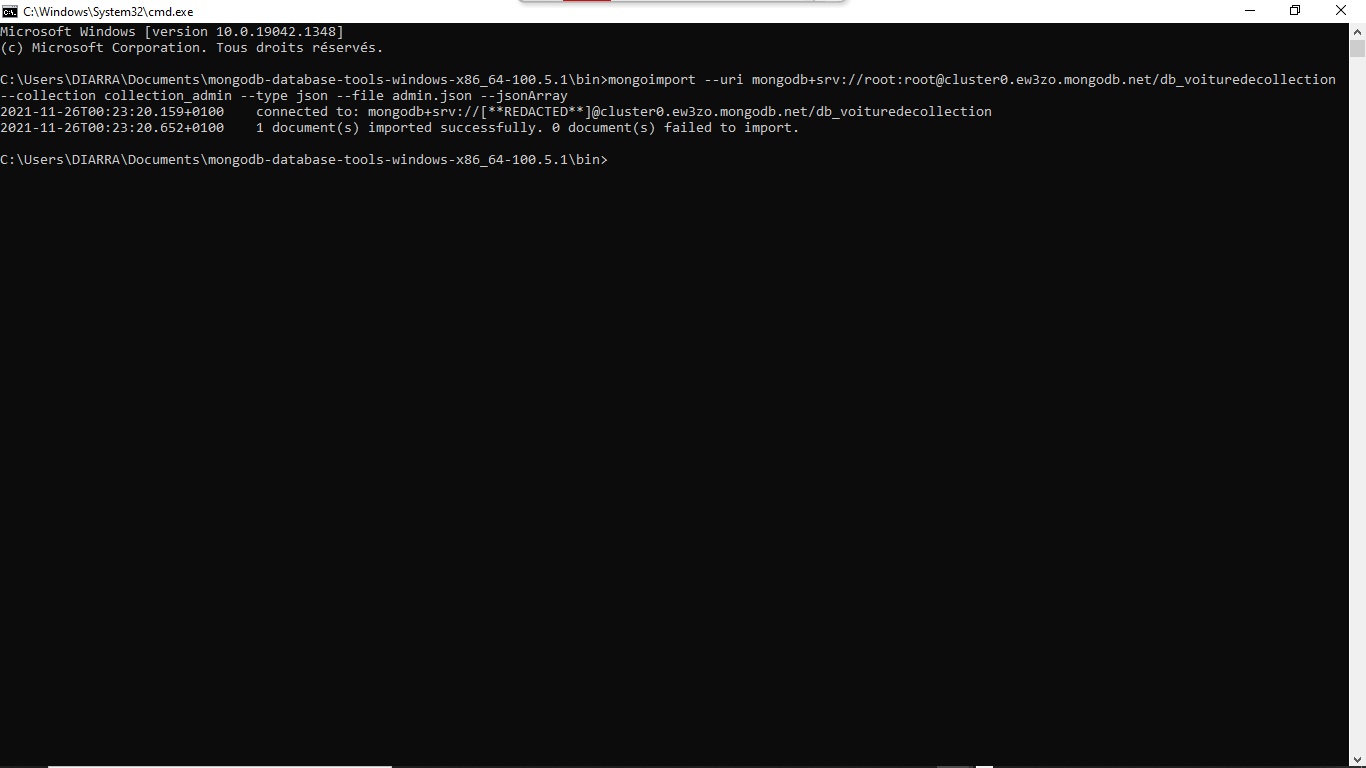 C:\Windows\System32\cmd.exe
Microsoft Windows [version 10.0.19042.1348]
(c) Microsoft Corporation. Tous droits réservés.
C:\Users\DIARRA\Documents\mongodb-database-tools-windows-x86_64-100.5.1\bin>mongoimport --uri mongodb+srv://root:root@cluster0.ew3zo.mongodb.net/db_voituredecollection
--collection collection_admin --type json --file admin.json --jsonArray
2021-11-26T00:23:20.159+0100    connected to: mongodb+srv://[**REDACTED**]@cluster0.ew3zo.mongodb.net/db_voituredecollection
2021-11-26T00:23:20.652+0100    1 document(s) imported successfully. 0 document(s) failed to import.
C:\Users\DIARRA\Documents\mongodb-database-tools-windows-x86_64-100.5.1\bin>